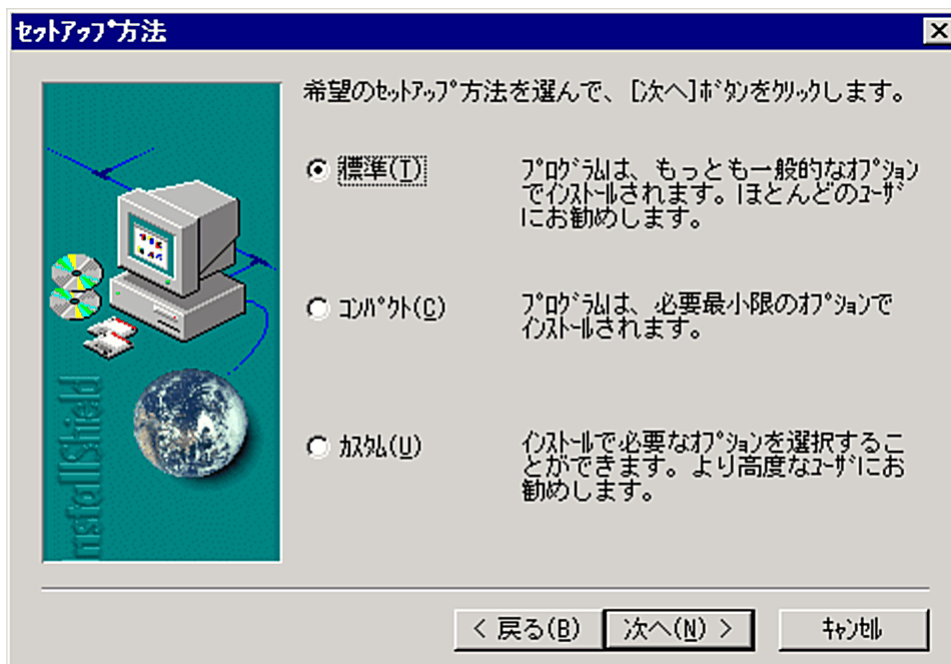 ｾｯﾄｱｯﾌﾟ方法
希望のｾｯﾄｱｯﾌﾟ方法を選んで、[次へ]ﾎﾞﾀﾝをｸﾘｯｸします。
標準(T)
ﾌﾟﾛｸﾞﾗﾑは、もっとも一般的なｵﾌﾟｼｮﾝ
でｲﾝｽﾄｰﾙされます。ほとんどのﾕｰｻﾞ
にお勧めします。
ｺﾝﾊﾟｸﾄ(C)
ﾌﾟﾛｸﾞﾗﾑは、必要最小限のｵﾌﾟｼｮﾝで
ｲﾝｽﾄｰﾙされます。
ｶｽﾀﾑ(U)
ｲﾝｽﾄｰﾙで必要なｵﾌﾟｼｮﾝを選択するこ
とができます。より高度なﾕｰｻﾞにお
勧めします。
InstallShield
< 戻る(B)
次へ(N) >
ｷｬﾝｾﾙ